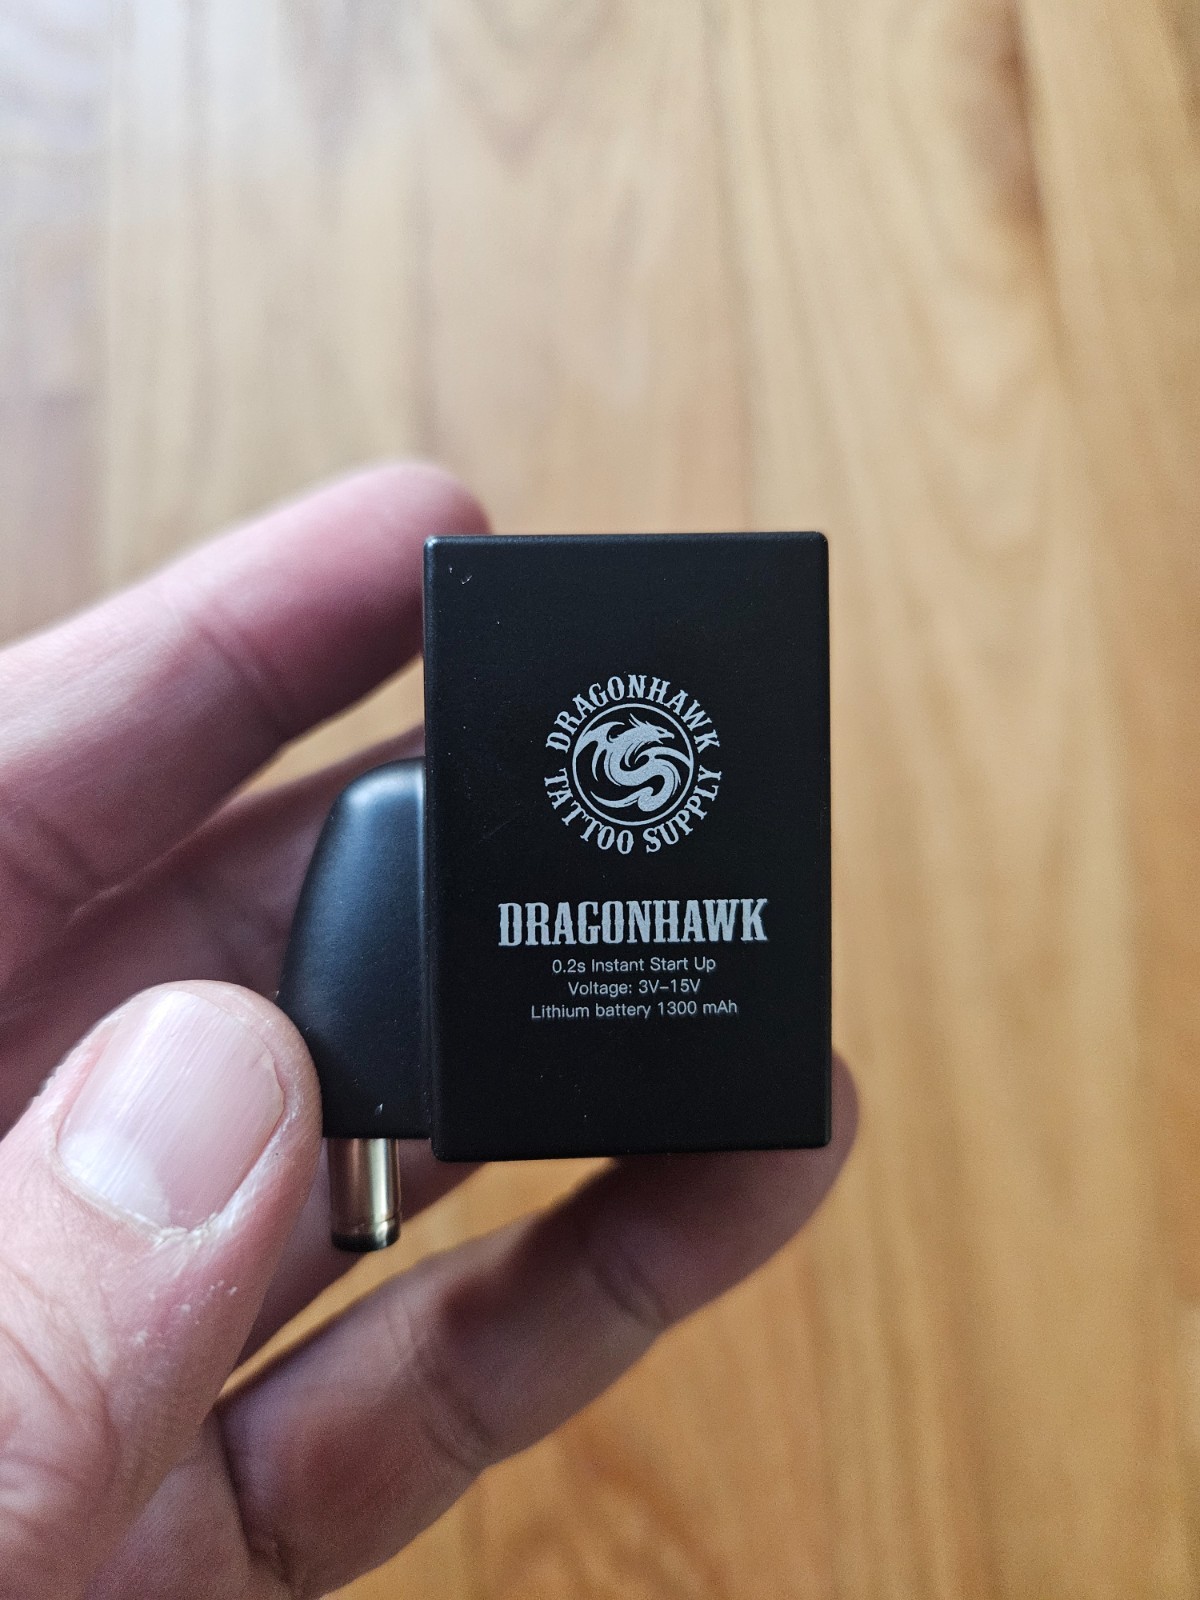 DRAGONHAWK
TATTOO SUPPLY
DRAGONHAWK
0.2s Instant Start Up
Voltage: 3V–15V
Lithium battery 1300 mAh